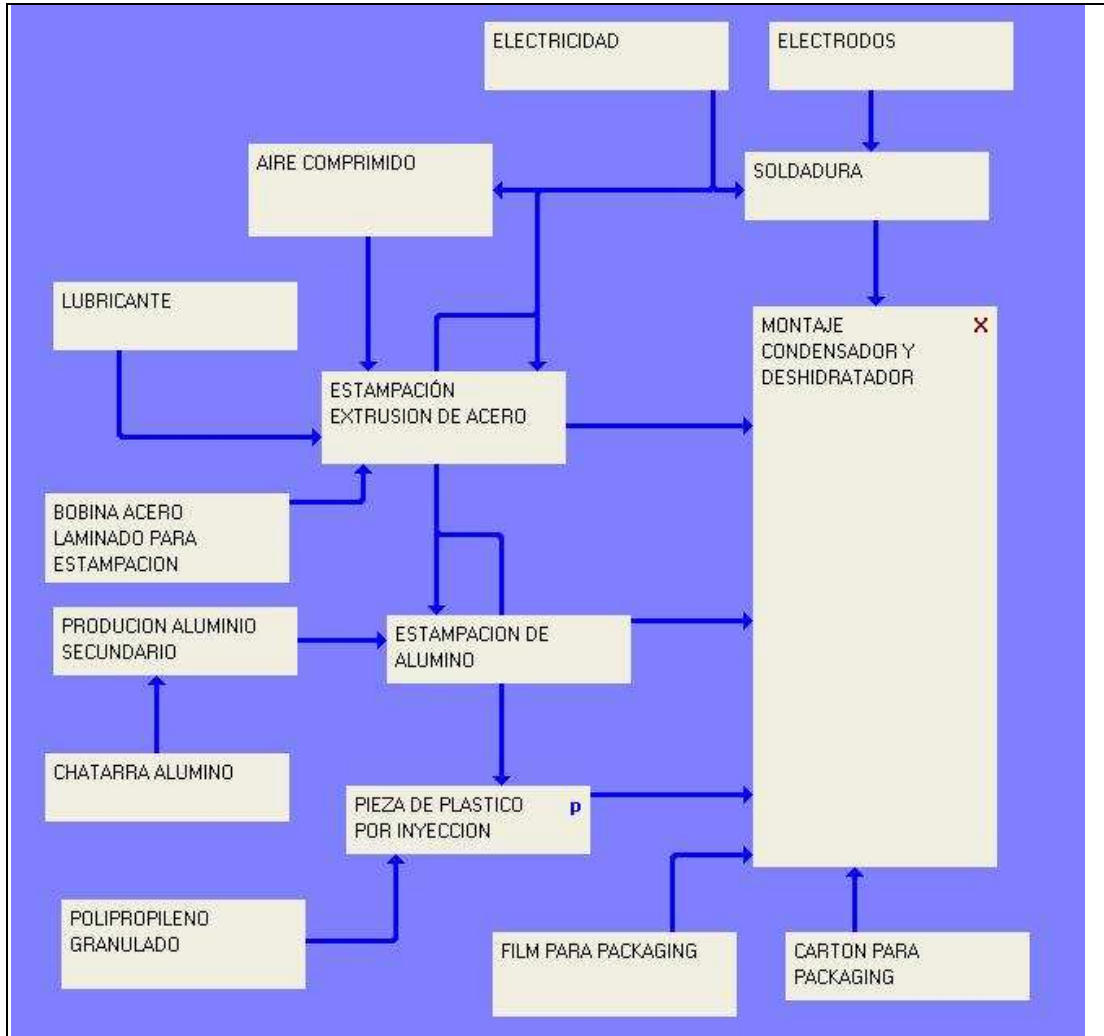 ELECTRICIDAD
ELECTRODOS
AIRE COMPRIMIDO
SOLDADURA
LUBRICANTE
MONTAJE X
CONDENSADOR Y
DESHIDRATADOR
ESTAMPACIÓN
EXTRUSION DE ACERO
BOBINA ACERO
LAMINADO PARA
ESTAMPACION
PRODUCION ALUMINIO
SECUNDARIO
ESTAMPACION DE
ALUMINO
CHATARRA ALUMINO
PIEZA DE PLASTICO p
POR INYECCION
POLIPROPILENO
GRANULADO
FILM PARA PACKAGING
CARTON PARA
PACKAGING